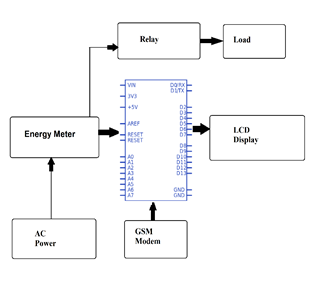 Relay
Load
VIN
3V3
+5V
AREF
RESET
RESET
A0
A1
A2
A3
A4
A5
A6
A7
D0/RX
D1/TX
D2
D3
D4
D5
D6
D7
D8
D9
D10
D11
D12
D13
GND
GND
Energy Meter
LCD
Display
AC
Power
GSM
Modem